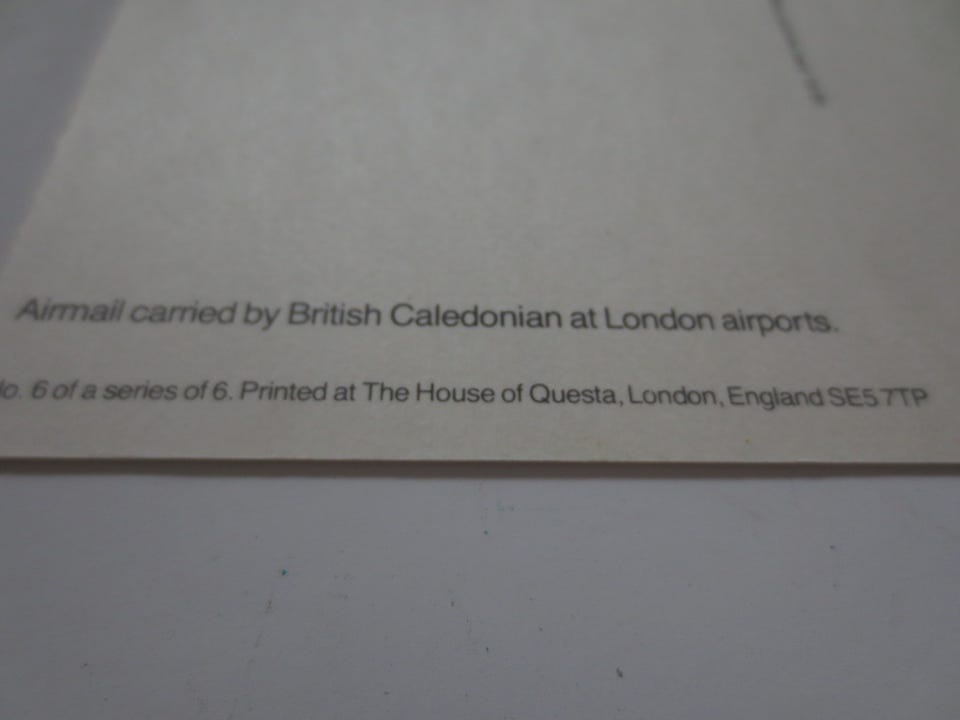 Airmail carried by British Caledonian at London airports.
No. 6 of a series of 6. Printed at The House of Questa, London, England SE5 7TP